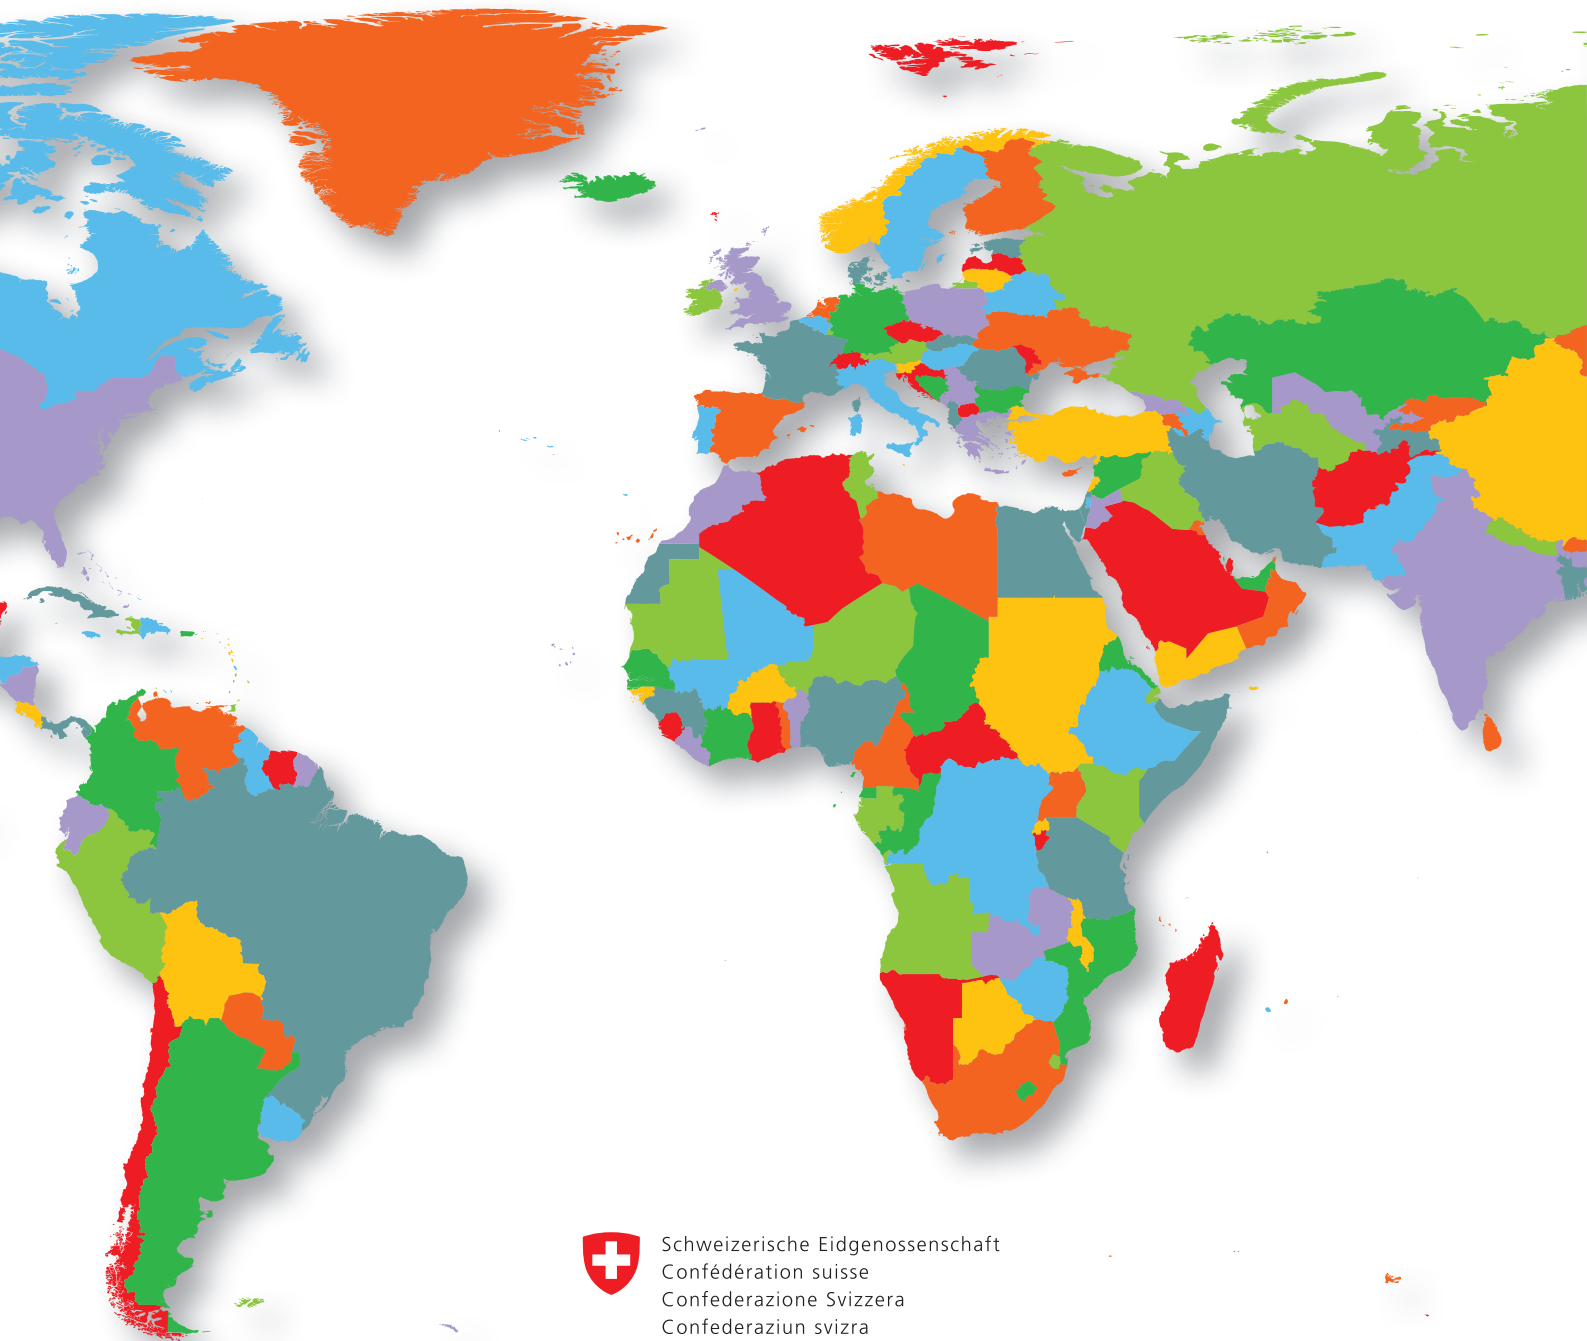 Schweizerische Eidgenossenschaft
Confédération suisse
Confederazione Svizzera
Confederaziun svizra